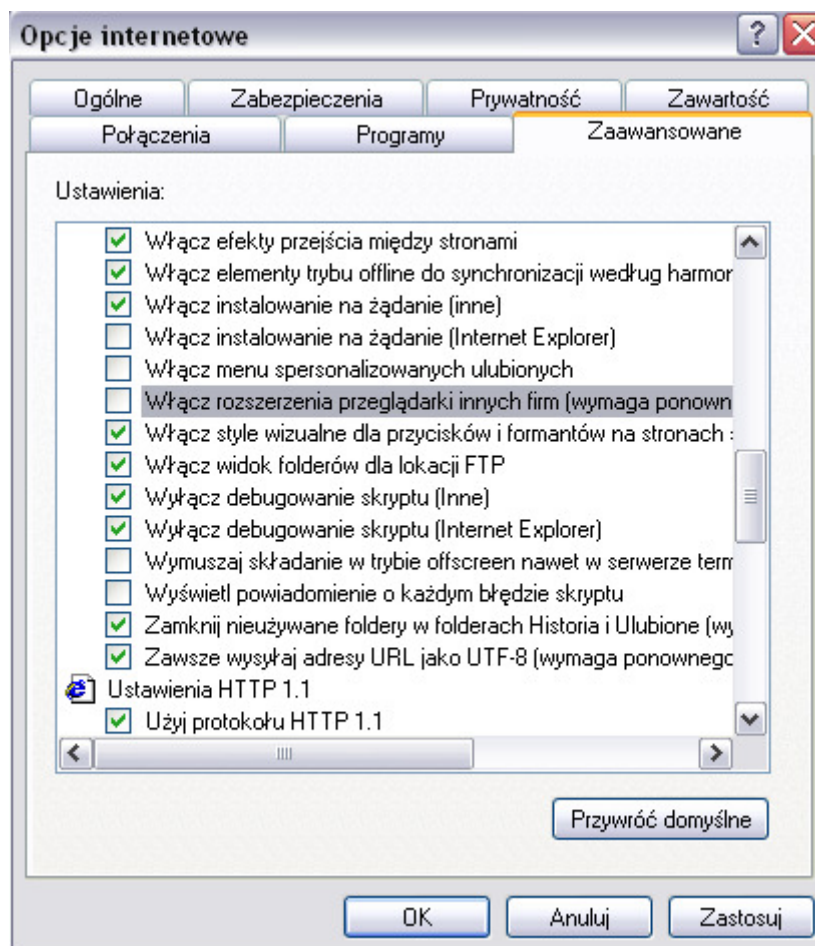 Opcje internetowe
Ogólne Zabezpieczenia Prywatność Zawartość
Połączenia Programy Zaawansowane
Ustawienia:
Włącz efekty przejścia między stronami
Włącz elementy trybu offline do synchronizacji według harmon
Włącz instalowanie na żądanie (inne)
Włącz instalowanie na żądanie (Internet Explorer)
Włącz menu spersonalizowanych ulubionych
Włącz rozszerzenia przeglądarki innych firm (wymaga ponown
Włącz style wizualne dla przycisków i formantów na stronach
Włącz widok folderów dla lokacji FTP
Wyłącz debugowanie skryptu (Inne)
Wyłącz debugowanie skryptu (Internet Explorer)
Wymuszaj składanie w trybie offscreen nawet w serwerze term
Wyświetl powiadomienie o każdym błędzie skryptu
Zamknij nieużywane foldery w folderach Historia i Ulubione (wy
Zawsze wysyłaj adresy URL jako UTF-8 (wymaga ponownego
Ustawienia HTTP 1.1
Użyj protokołu HTTP 1.1
Przywróć domyślne
OK Anuluj Zastosuj